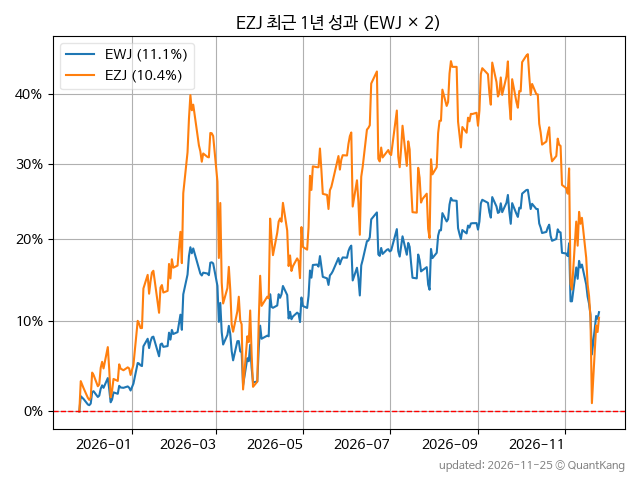 EZJ 최근 1년 성과 (EWJ × 2)
EWJ (11.1%)
EZJ (10.4%)
40%
30%
20%
10%
0%
2026-01
2026-03
2026-05
2026-07
2026-09
2026-11
updated: 2026-11-25 © QuantKang